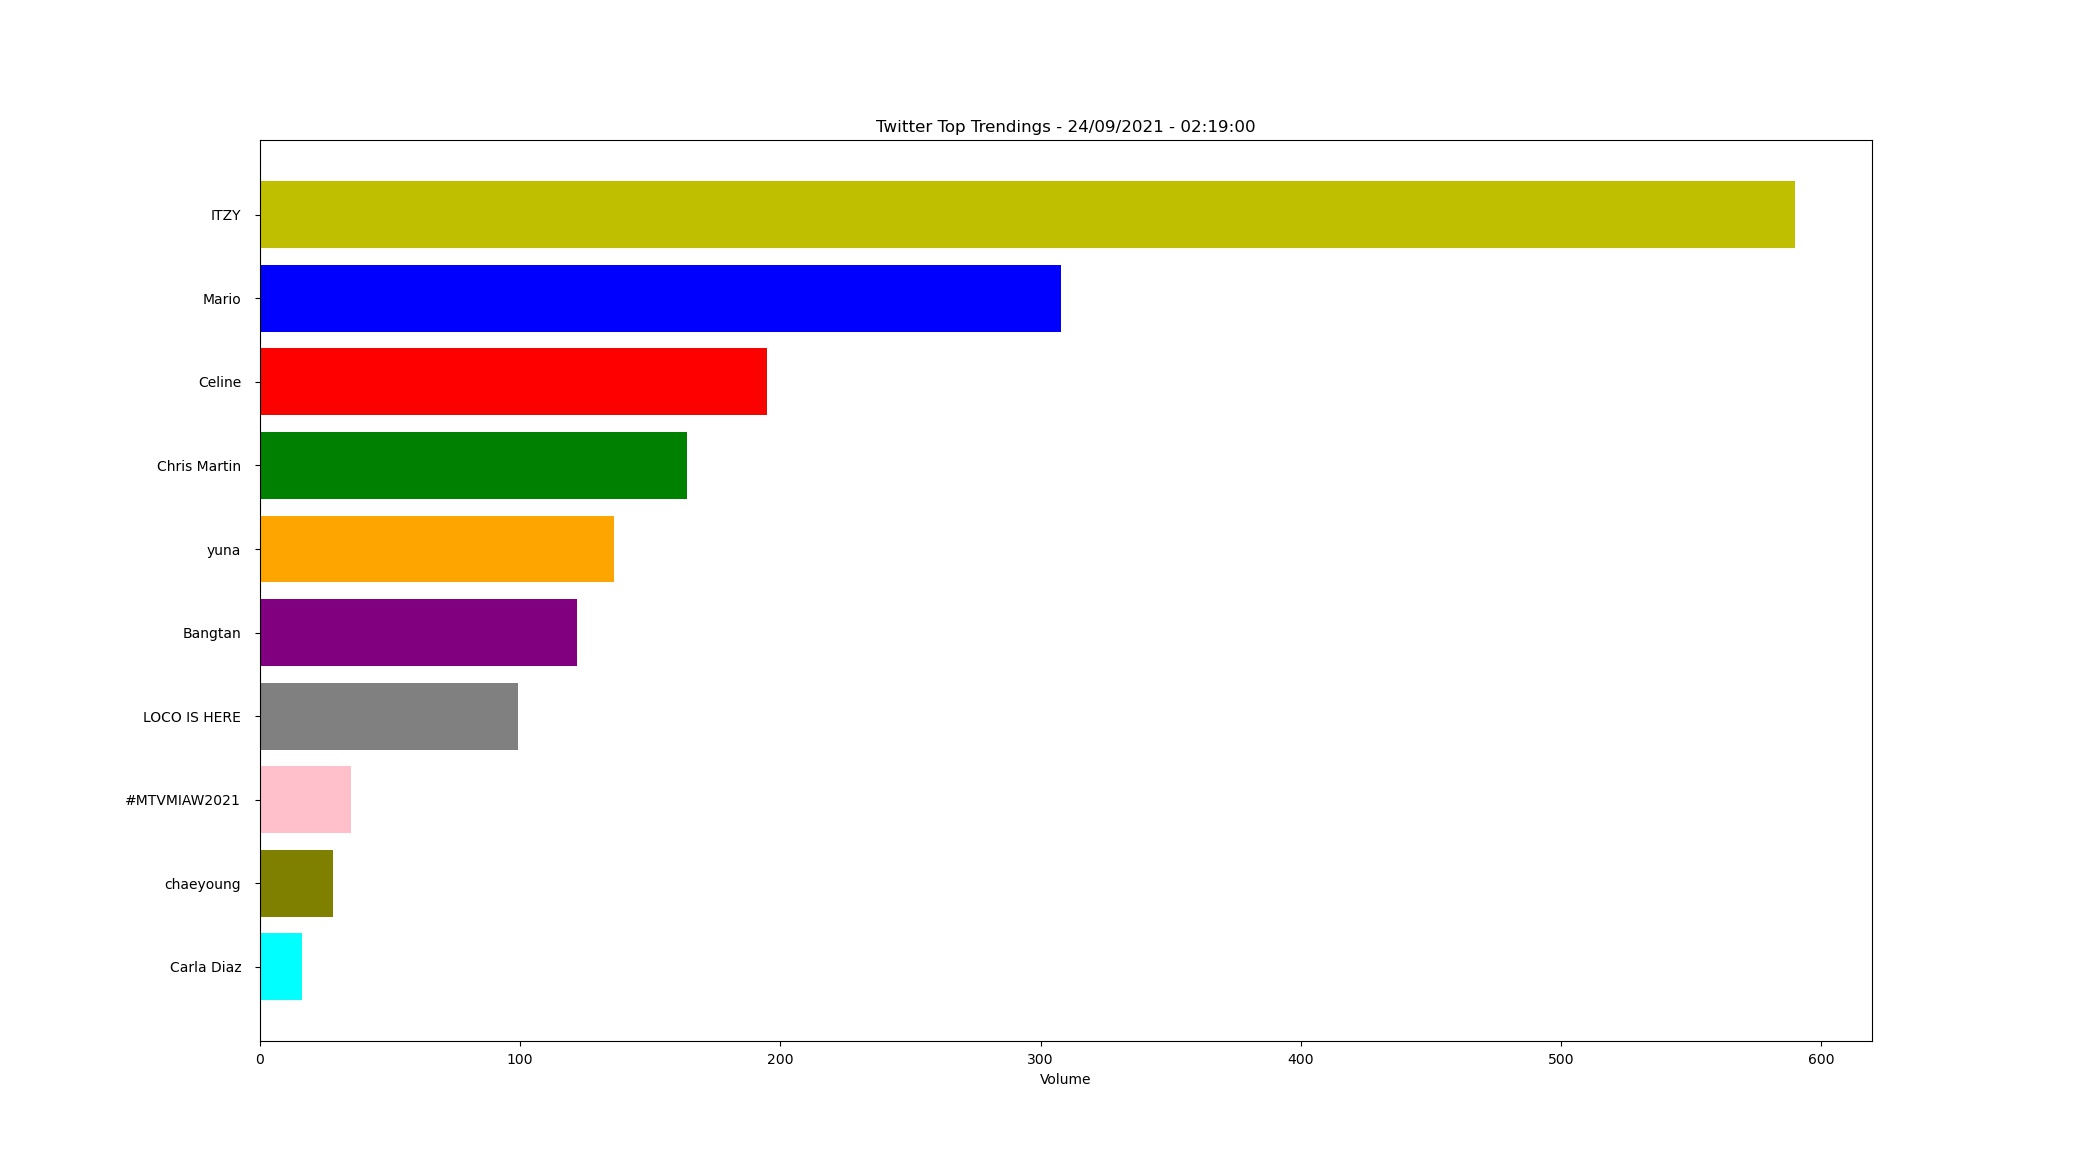 Twitter Top Trendings - 24/09/2021 - 02:19:00
ITZY
Mario
Celine
Chris Martin
yuna
Bangtan
LOCO IS HERE
#MTVMIAW2021
chaeyoung
Carla Diaz
0 100 200 300 400 500 600
Volume